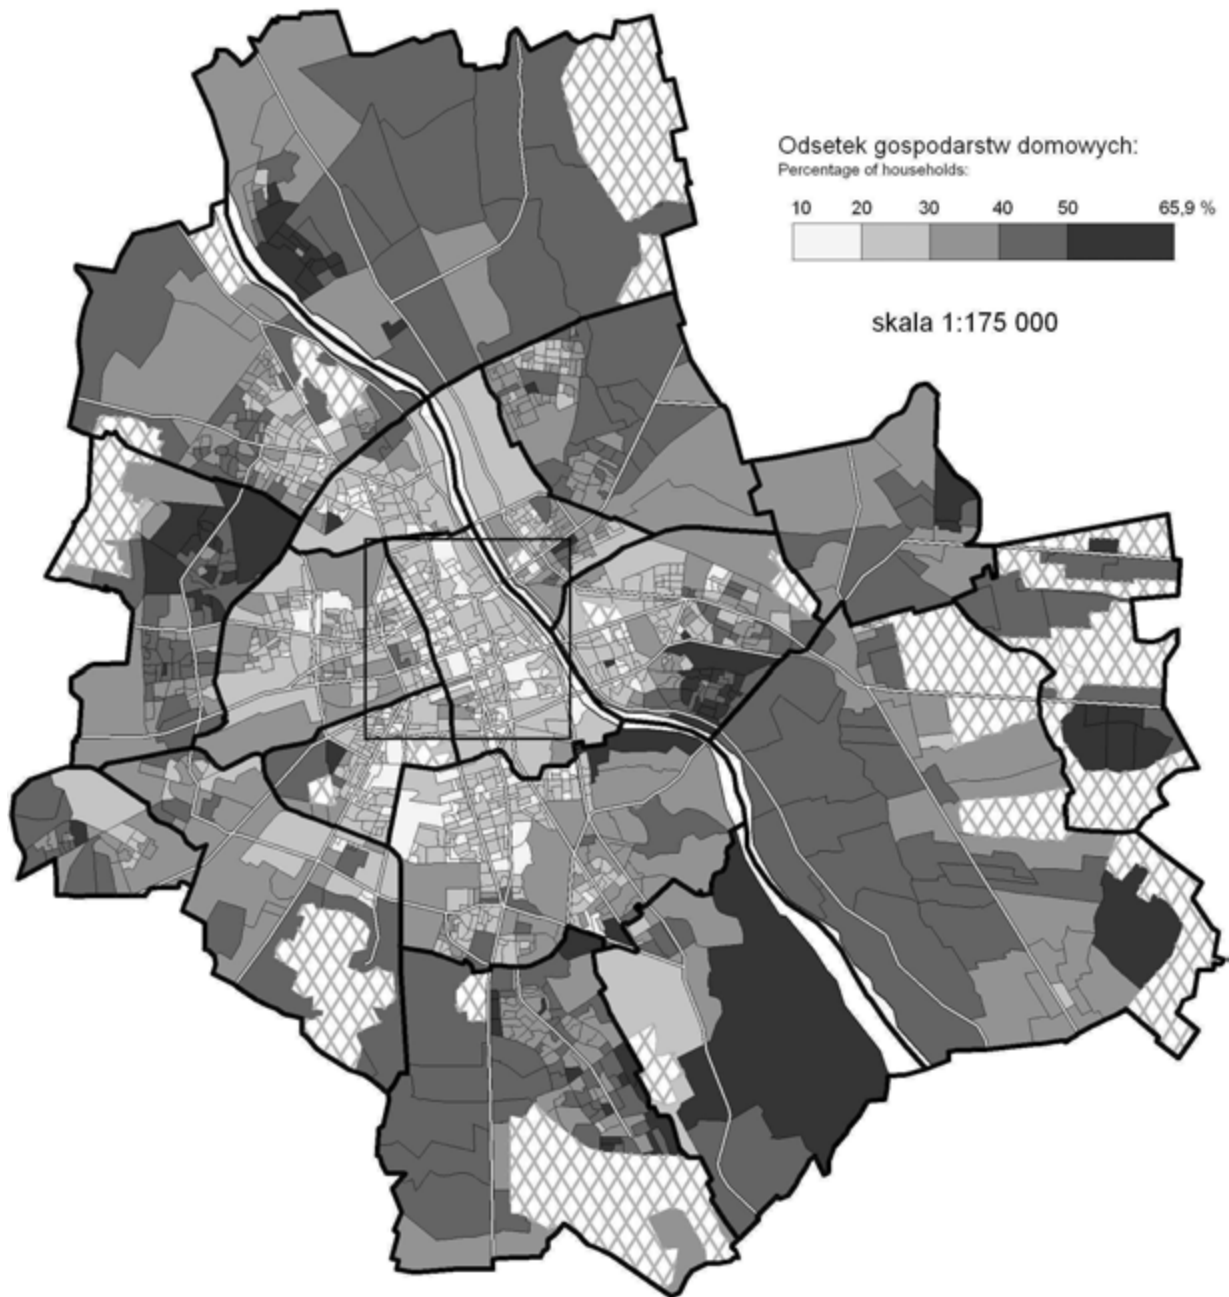 Odsetek gospodarstw domowych:
Percentage of households:
10 20 30 40 50 65,9 %
skala 1:175 000